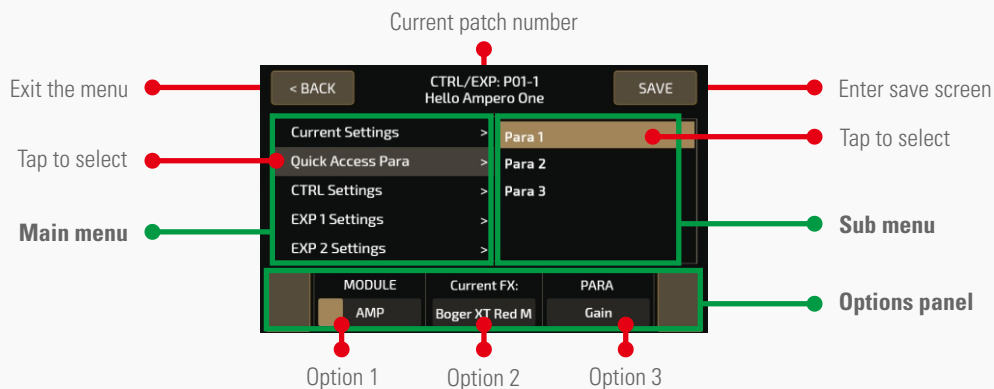 Current patch number
Exit the menu
< BACK
CTRL/EXP: P01-1
Hello Ampero One
SAVE
Enter save screen
Tap to select
Current Settings >
Quick Access Para >
CTRL Settings >
EXP 1 Settings >
EXP 2 Settings >
Main menu
Para 1
Para 2
Para 3
Tap to select
Sub menu
MODULE
AMP
Current FX:
Boger XT Red M
PARA
Gain
Options panel
Option 1
Option 2
Option 3